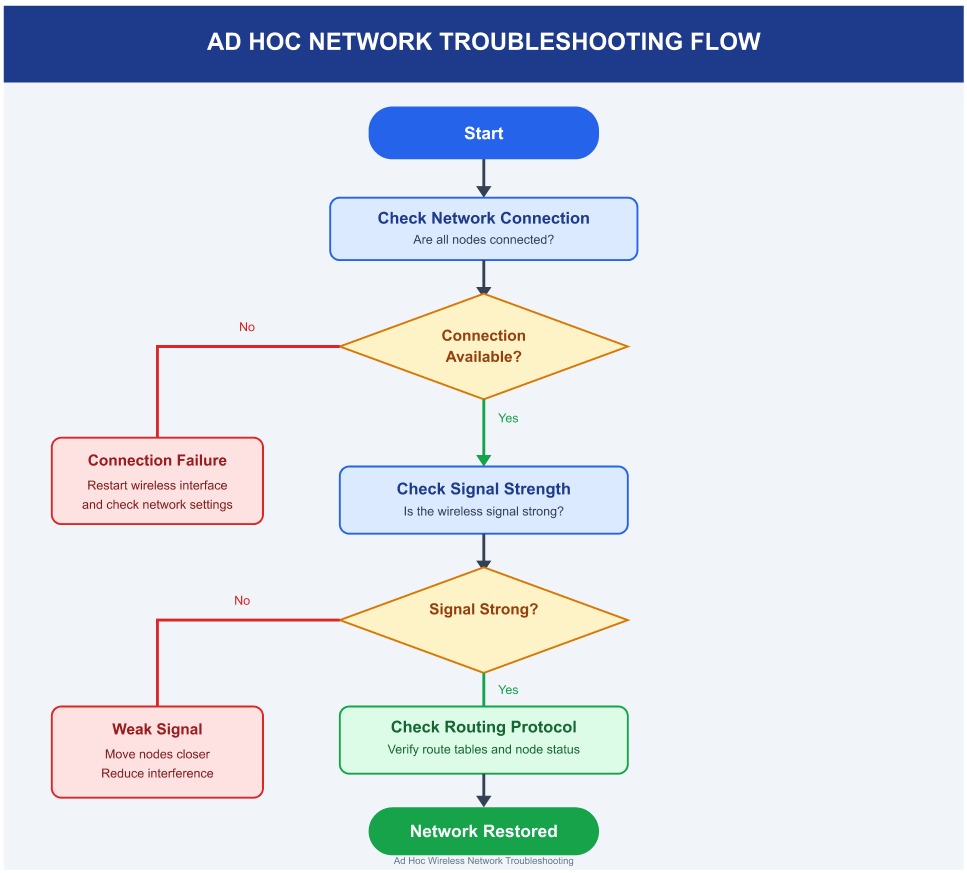 AD HOC NETWORK TROUBLESHOOTING FLOW
Start
Check Network Connection
Are all nodes connected?
Connection
Available?
No
Yes
Connection Failure
Restart wireless interface
and check network settings
Check Signal Strength
Is the wireless signal strong?
Signal Strong?
No
Yes
Weak Signal
Move nodes closer
Reduce interference
Check Routing Protocol
Verify route tables and node status
Network Restored
Ad Hoc Wireless Network Troubleshooting